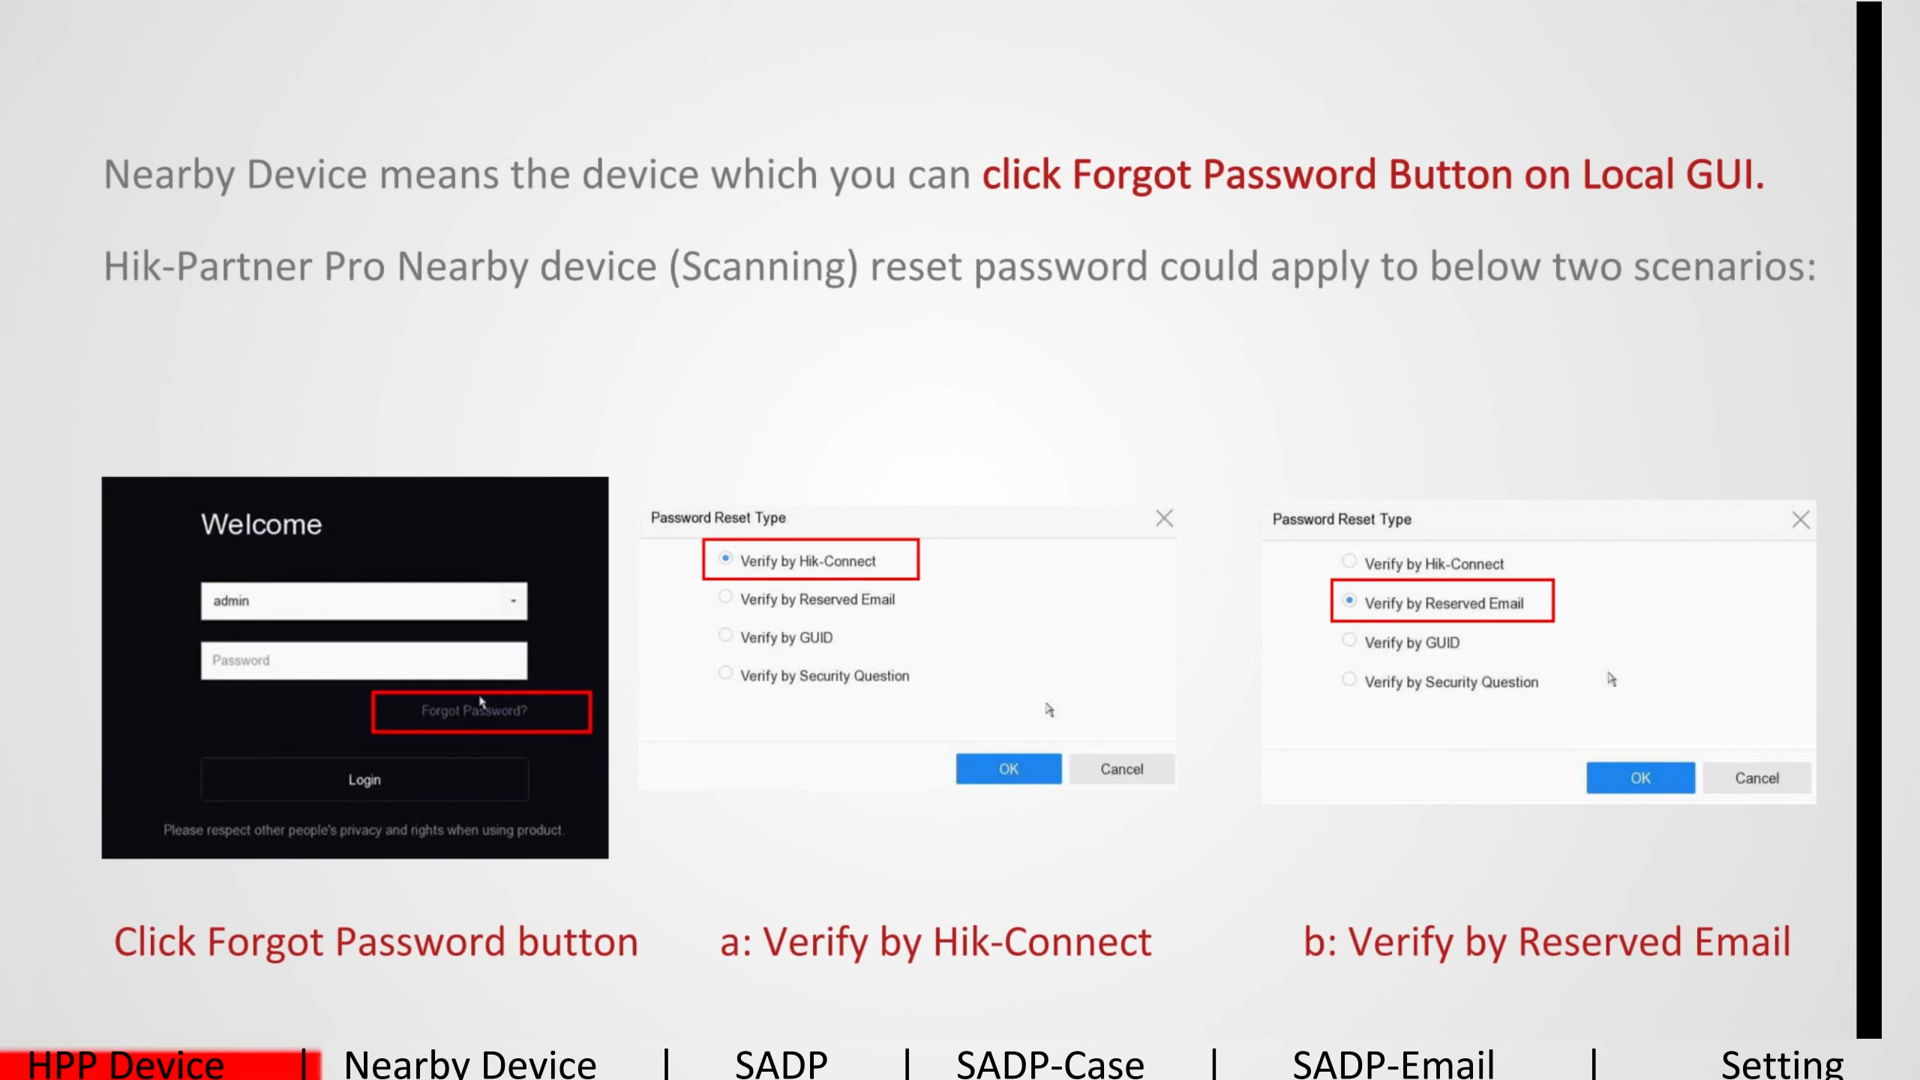 Nearby Device means the device which you can click Forgot Password Button on Local GUI.
Hik-Partner Pro Nearby device (Scanning) reset password could apply to below two scenarios:
Welcome
admin
Password
Forgot Password?
Login
Please respect other people's privacy and rights when using product.
Password Reset Type
Verify by Hik-Connect
Verify by Reserved Email
Verify by GUID
Verify by Security Question
OK Cancel
Password Reset Type
Verify by Hik-Connect
Verify by Reserved Email
Verify by GUID
Verify by Security Question
OK Cancel
Click Forgot Password button
a: Verify by Hik-Connect
b: Verify by Reserved Email
HPP Device | Nearby Device | SADP | SADP-Case | SADP-Email | Setting